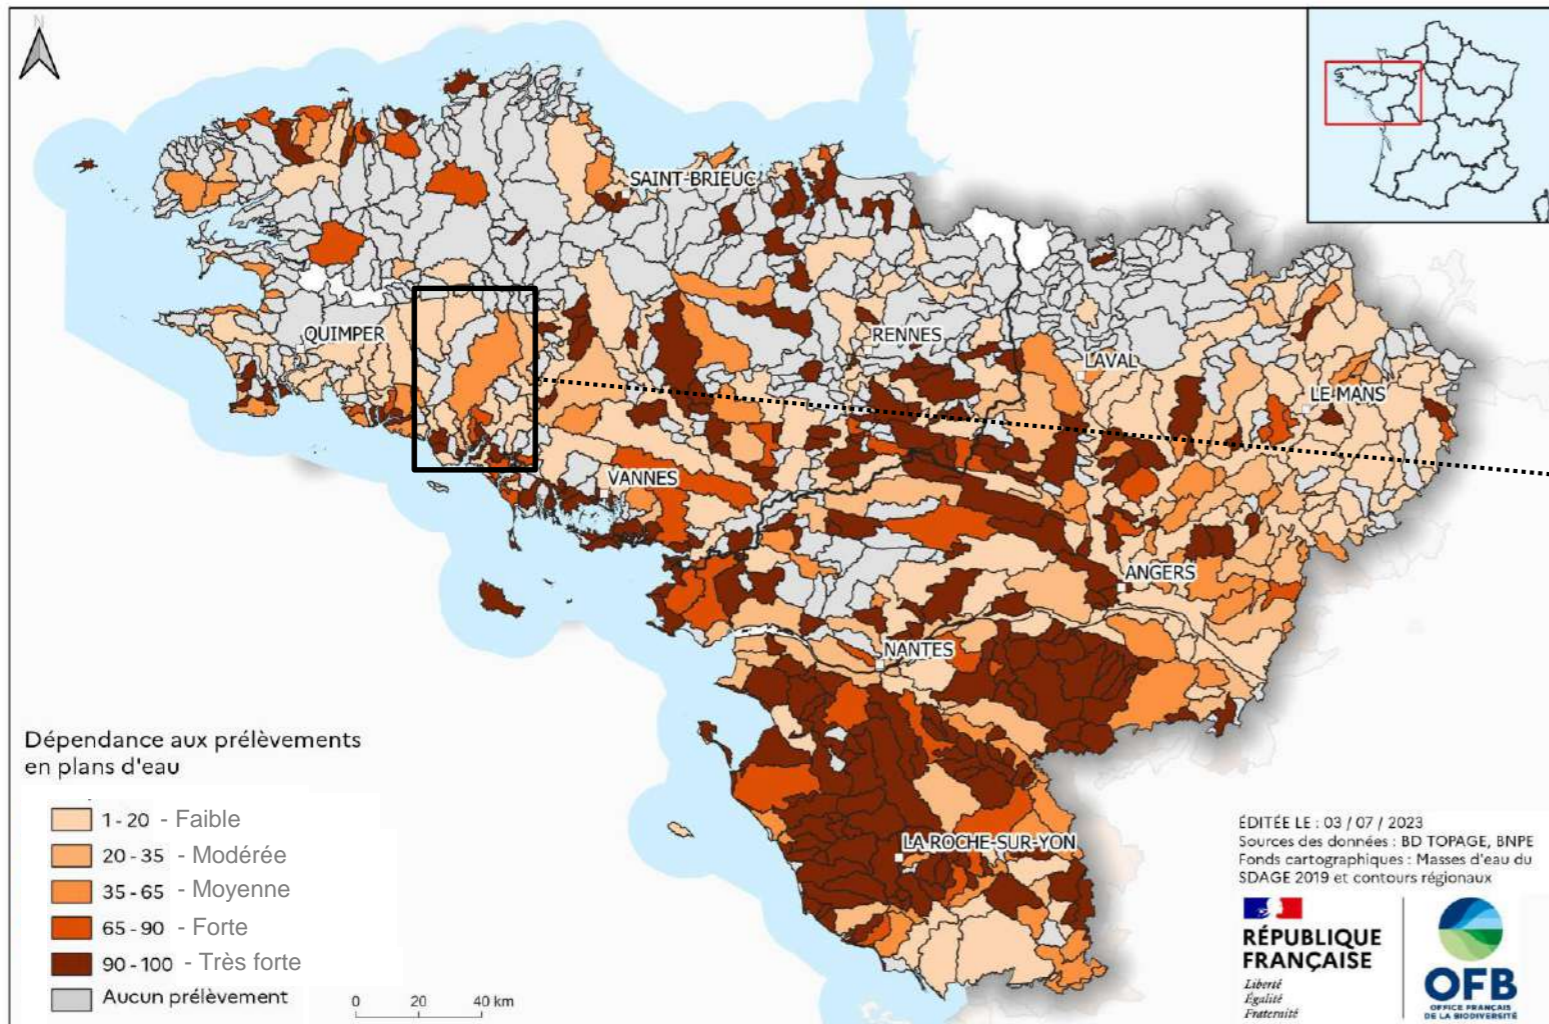 N
SAINT-BRIEUC
QUIMPER
RENNES
LAVAL
LE MANS
VANNES
ANGERS
NANTES
LA ROCHE-SUR-YON
Dépendance aux prélèvements
en plans d'eau
1 - 20 - Faible
20 - 35 - Modérée
35 - 65 - Moyenne
65 - 90 - Forte
90 - 100 - Très forte
Aucun prélèvement
0 20 40 km
ÉDITÉE LE : 03 / 07 / 2023
Sources des données : BD TOPAGE, BNPE
Fonds cartographiques : Masses d'eau du
SDAGE 2019 et contours régionaux
RÉPUBLIQUE
FRANÇAISE
Liberté
Égalité
Fraternité
OFB
OFFICE FRANÇAIS
DE LA BIODIVERSITÉ